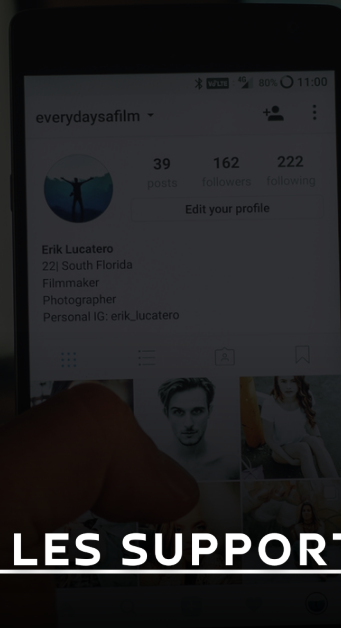 80% 11:00
everydaysafilm
39 162 222
posts followers following
Edit your profile
Erik Lucatero
22| South Florida
Filmmaker
Photographer
Personal IG: erik_lucatero
LES SUPPORT